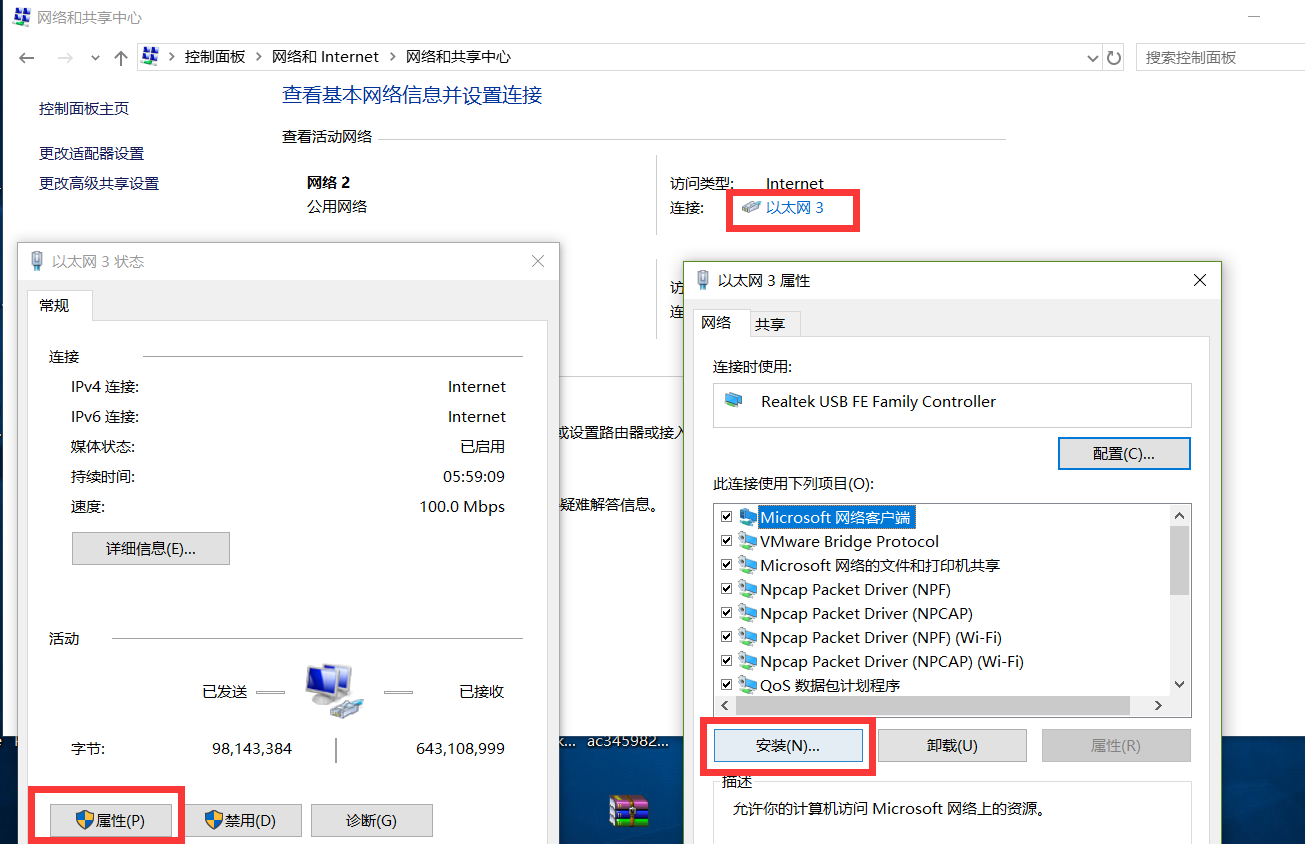 网络和共享中心
控制面板 > 网络和 Internet > 网络和共享中心
搜索控制面板
控制面板主页
更改适配器设置
更改高级共享设置
查看基本网络信息并设置连接
查看活动网络
网络 2
公用网络
访问类型: Internet
连接: 以太网 3
访
连
或设置路由器或接入
疑难解答信息。
以太网 3 状态
常规
连接
IPv4 连接: Internet
IPv6 连接: Internet
媒体状态: 已启用
持续时间: 05:59:09
速度: 100.0 Mbps
详细信息(E)...
活动
已发送 已接收
字节: 98,143,384 643,108,999
属性(P) 禁用(D) 诊断(G)
以太网 3 属性
网络 共享
连接时使用:
Realtek USB FE Family Controller
配置(C)...
此连接使用下列项目(O):
Microsoft 网络客户端
VMware Bridge Protocol
Microsoft 网络的文件和打印机共享
Npcap Packet Driver (NPF)
Npcap Packet Driver (NPCAP)
Npcap Packet Driver (NPF) (Wi-Fi)
Npcap Packet Driver (NPCAP) (Wi-Fi)
QoS 数据包计划程序
安装(N)... 卸载(U) 属性(R)
描述
允许你的计算机访问 Microsoft 网络上的资源。
k... ac345982...